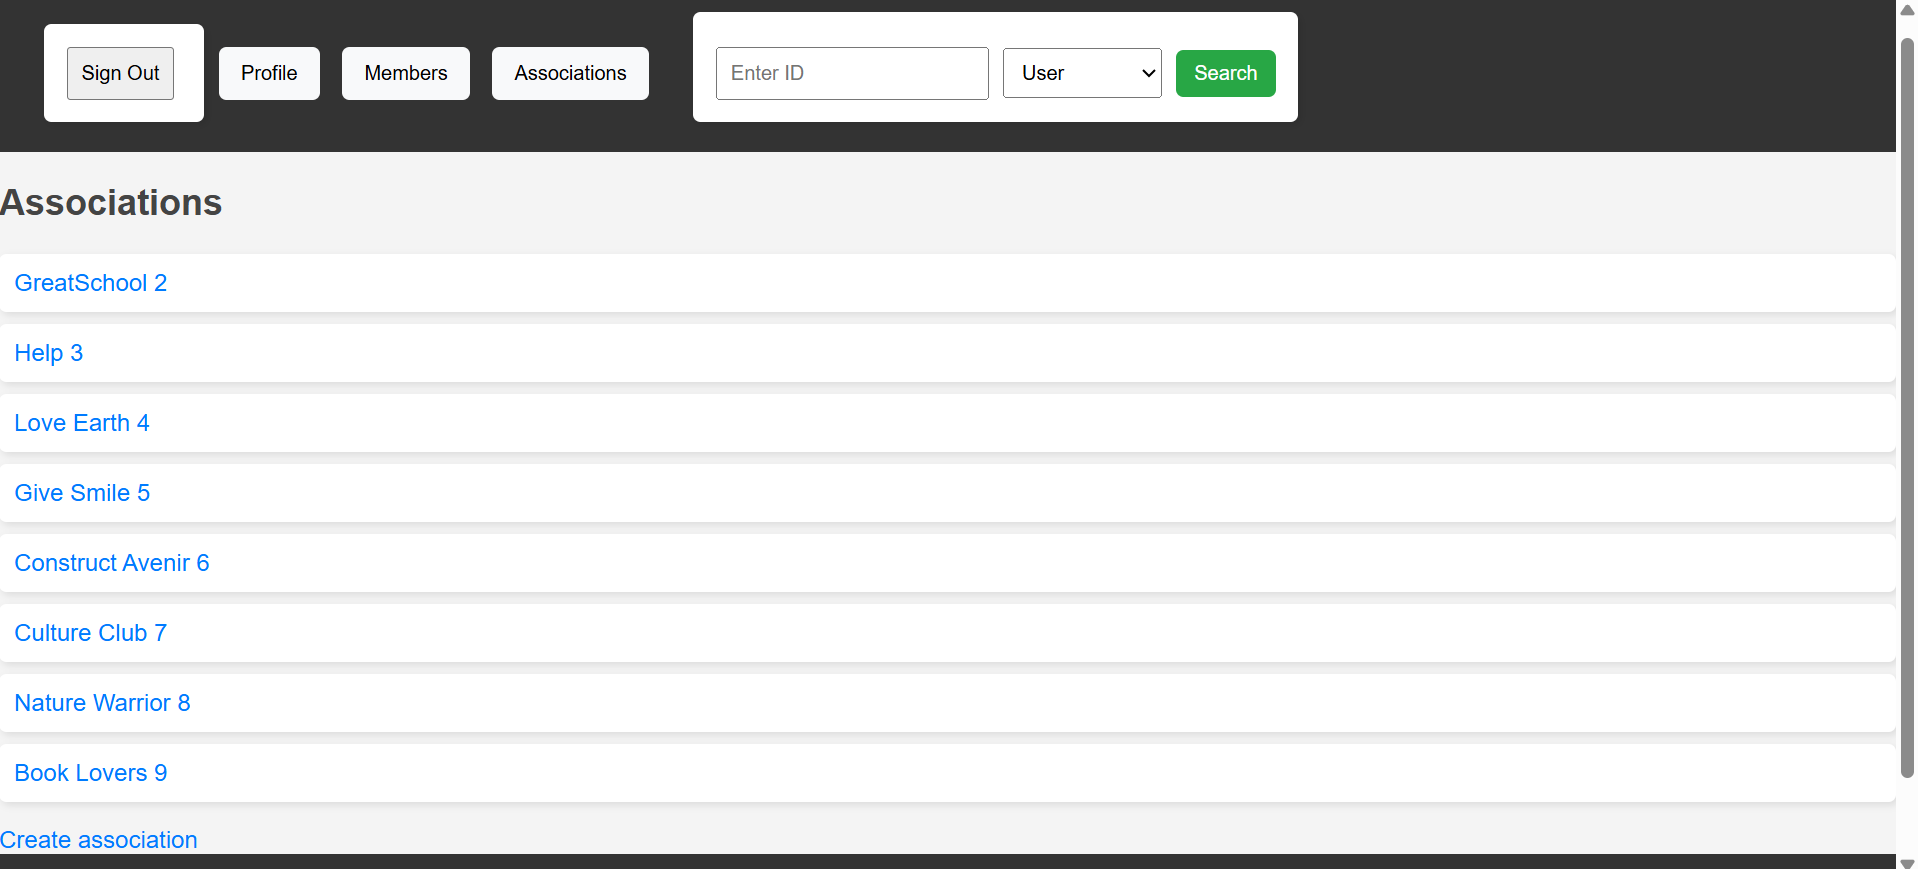 Sign Out Profile Members Associations Enter ID User Search
Associations
GreatSchool 2
Help 3
Love Earth 4
Give Smile 5
Construct Avenir 6
Culture Club 7
Nature Warrior 8
Book Lovers 9
Create association